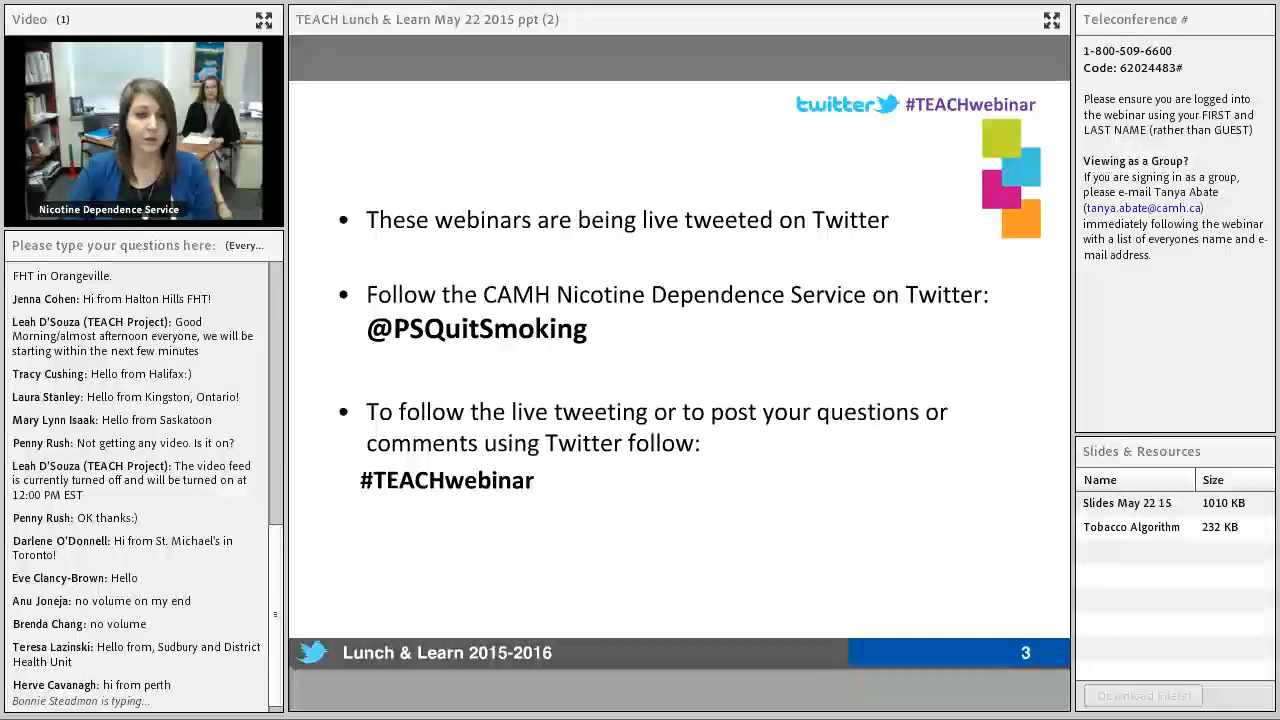 Video (1)
Nicotine Dependence Service
Please type your questions here: (Every...
FHT in Orangeville.
Jenna Cohen: Hi from Halton Hills FHT!
Leah D'Souza (TEACH Project): Good
Morning/almost afternoon everyone, we will be
starting within the next few minutes
Tracy Cushing: Hello from Halifax:)
Laura Stanley: Hello from Kingston, Ontario!
Mary Lynn Isaak: Hello from Saskatoon
Penny Rush: Not getting any video. Is it on?
Leah D'Souza (TEACH Project): The video feed
is currently turned off and will be turned on at
12:00 PM EST
Penny Rush: OK thanks:)
Darlene O'Donnell: Hi from St. Michael's in
Toronto!
Eve Clancy-Brown: Hello
Anu Joneja: no volume on my end
Brenda Chang: no volume
Teresa Lazinski: Hello from, Sudbury and District
Health Unit
Herve Cavanagh: hi from perth
Bonnie Steadman is typing...
TEACH Lunch & Learn May 22 2015 ppt (2)
twitter #TEACHwebinar
• These webinars are being live tweeted on Twitter
• Follow the CAMH Nicotine Dependence Service on Twitter:
@PSQuitSmoking
• To follow the live tweeting or to post your questions or
comments using Twitter follow:
#TEACHwebinar
Lunch & Learn 2015-2016
3
Teleconference #
1-800-509-6600
Code: 62024483#
Please ensure you are logged into
the webinar using your FIRST and
LAST NAME (rather than GUEST)
Viewing as a Group?
If you are signing in as a group,
please e-mail Tanya Abate
(tanya.abate@camh.ca)
immediately following the webinar
with a list of everyones name and e-
mail address.
Slides & Resources
Name Size
Slides May 22 15 1010 KB
Tobacco Algorithm 232 KB
Download File(s)